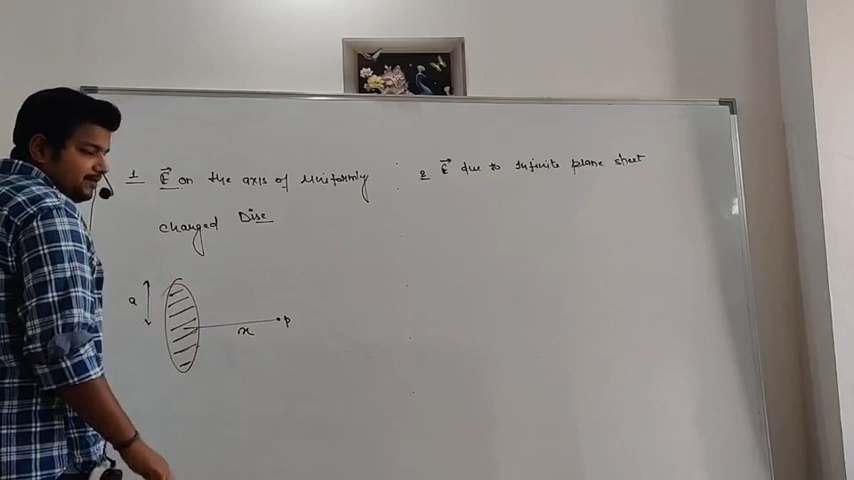 1 E⃗ on the axis of Uniformly
charged Disc
a
x
P
2 E⃗ due to Infinite plane sheet